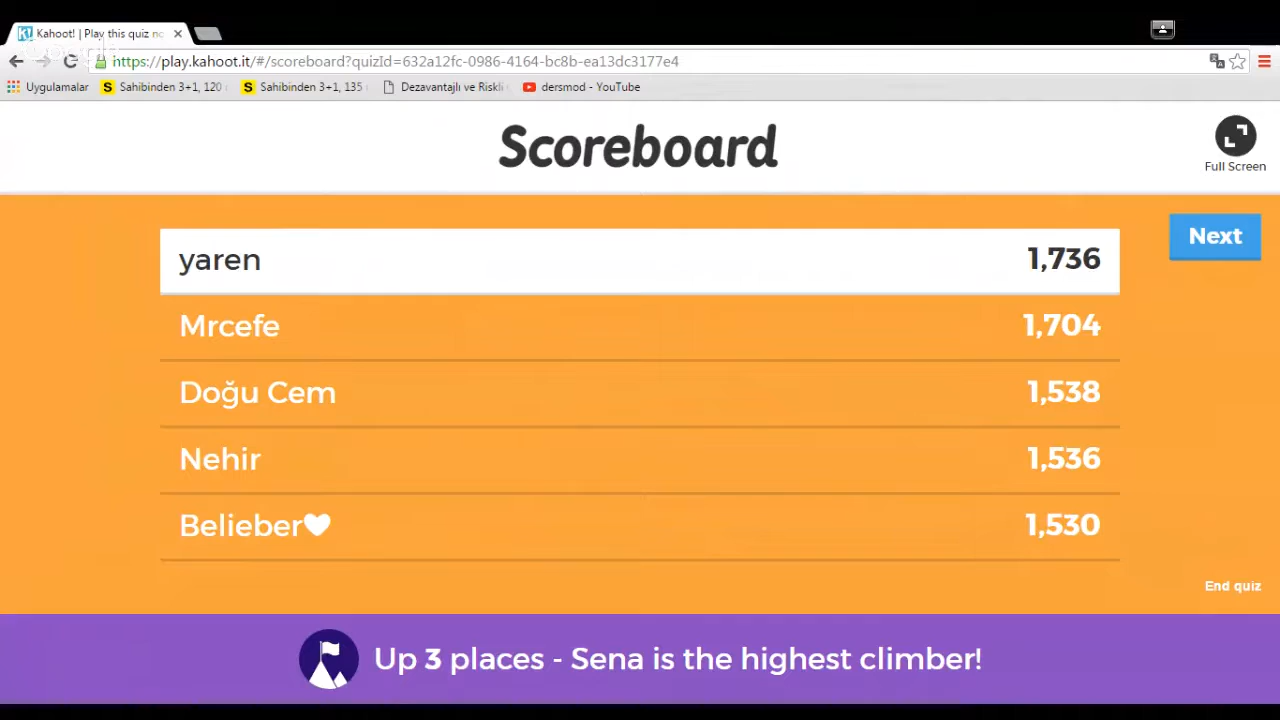 Kahoot! | Play this quiz no
https://play.kahoot.it/#/scoreboard?quizId=632a12fc-0986-4164-bc8b-ea13dc3177e4
Uygulamalar
Sahibinden 3+1, 120
Sahibinden 3+1, 135
Dezavantajlı ve Riskli
dersmod - YouTube
Scoreboard
Full Screen
Next
yaren 1,736
Mrcefe 1,704
Doğu Cem 1,538
Nehir 1,536
Belieber♥ 1,530
End quiz
Up 3 places - Sena is the highest climber!